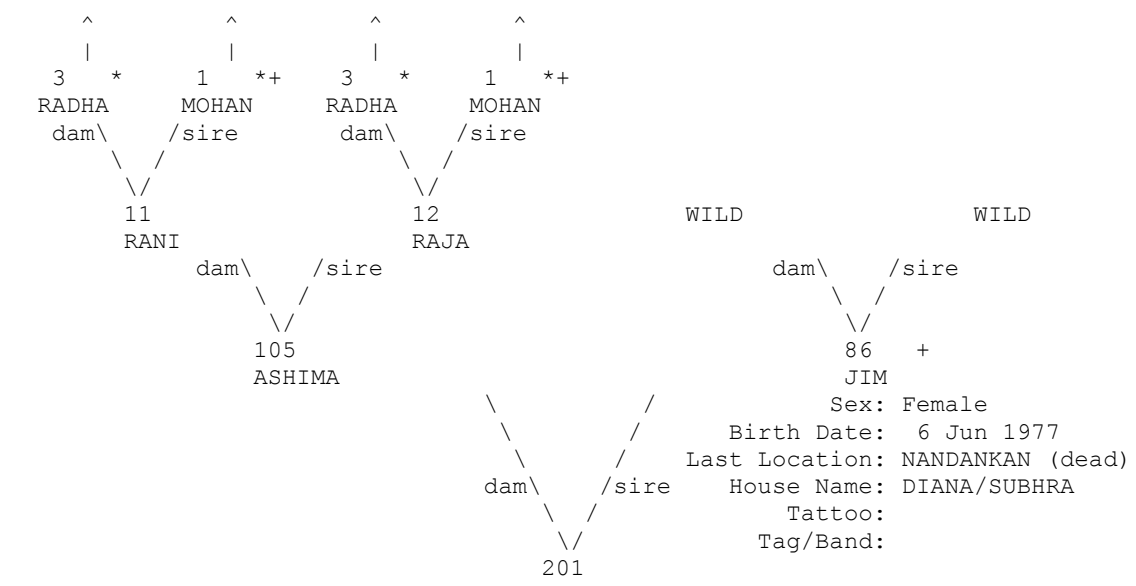 ^ ^ ^ ^
| | | |
3 * 1 *+ 3 * 1 *+
RADHA MOHAN RADHA MOHAN
dam\ /sire dam\ /sire
\ / \ /
\/ \/
11 12 WILD WILD
RANI RAJA
dam\ /sire dam\ /sire
\ / \ /
\/ \/
105 86 +
ASHIMA JIM
\ / Sex: Female
\ / Birth Date: 6 Jun 1977
\ / Last Location: NANDANKAN (dead)
dam\ /sire House Name: DIANA/SUBHRA
\ / Tattoo:
\/ Tag/Band:
201